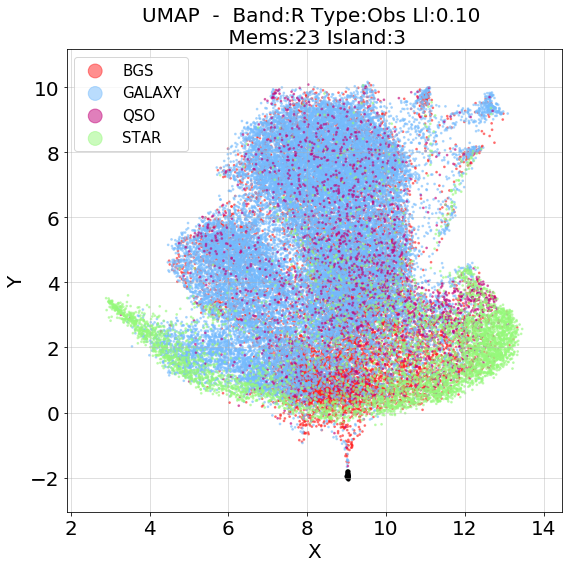 UMAP - Band:R Type:Obs Ll:0.10
Mems:23 Island:3
BGS
GALAXY
QSO
STAR
10
8
6
4
2
0
−2
Y
2 4 6 8 10 12 14
X